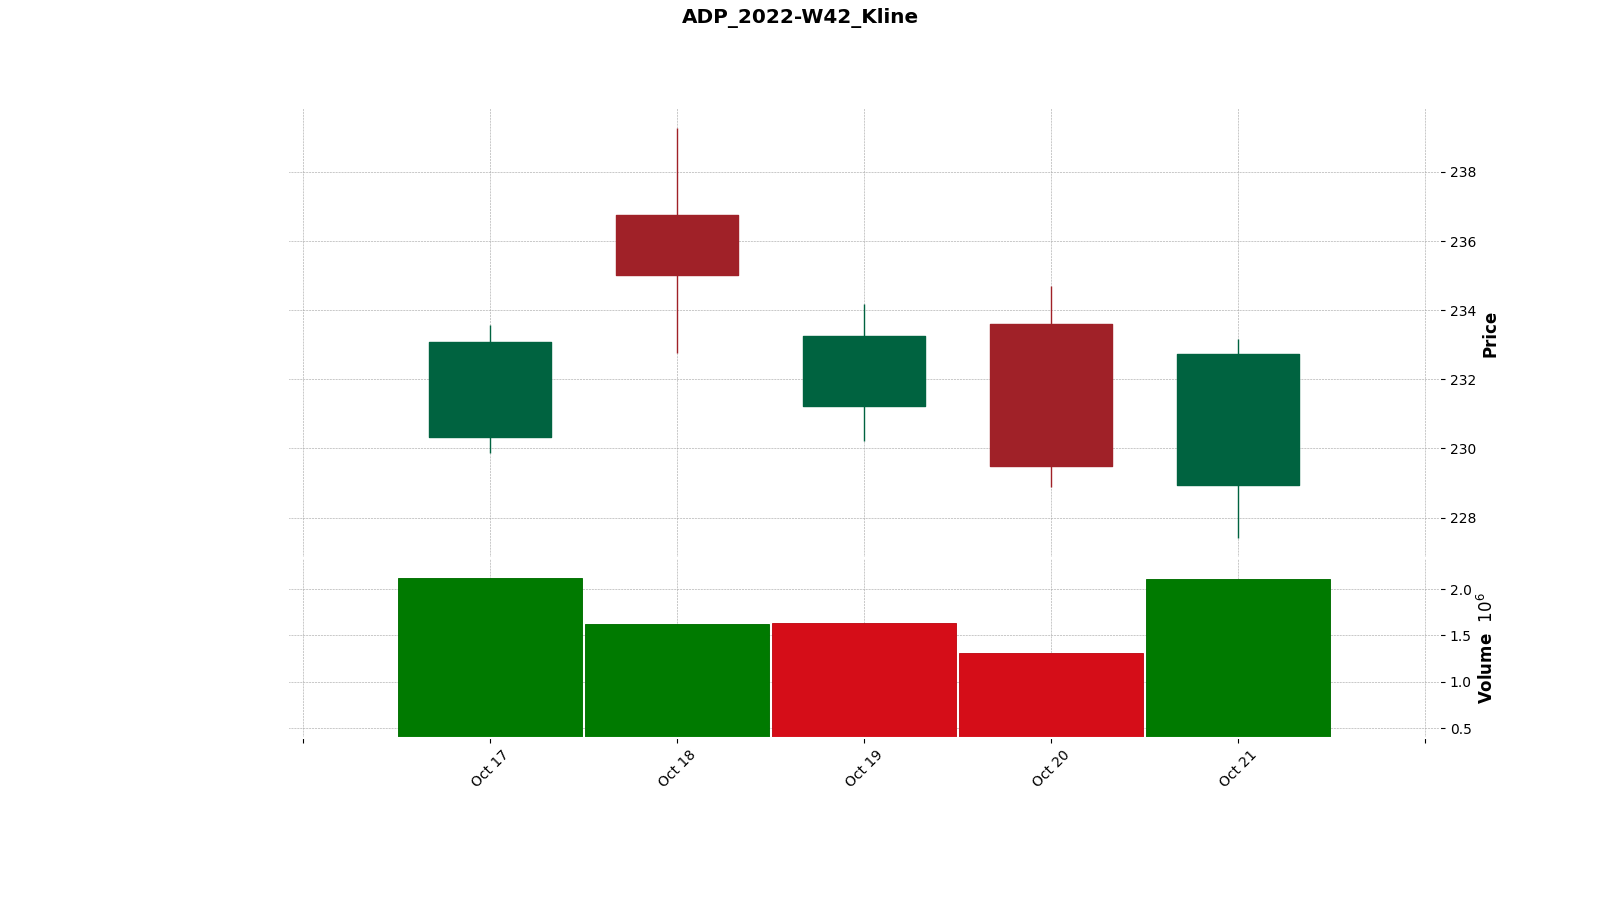 ADP_2022-W42_Kline
238
236
234
232
230
228
Price
2.0
1.5
1.0
0.5
Volume 10^6
Oct 17
Oct 18
Oct 19
Oct 20
Oct 21